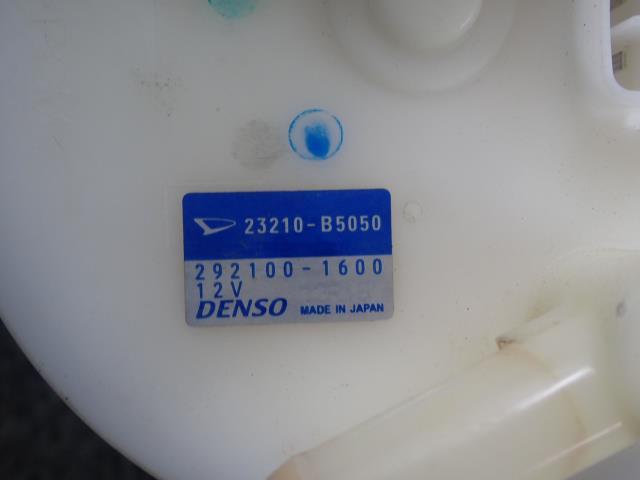 23210-B5050
292100-1600
12V
DENSO MADE IN JAPAN